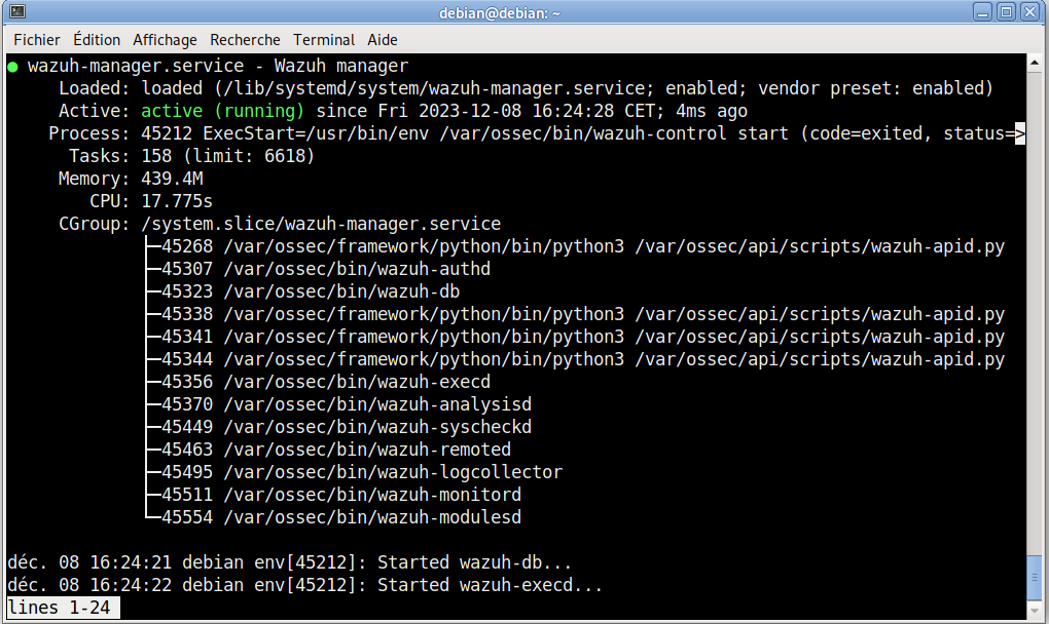 debian@debian: ~
Fichier Édition Affichage Recherche Terminal Aide
● wazuh-manager.service - Wazuh manager
Loaded: loaded (/lib/systemd/system/wazuh-manager.service; enabled; vendor preset: enabled)
Active: active (running) since Fri 2023-12-08 16:24:28 CET; 4ms ago
Process: 45212 ExecStart=/usr/bin/env /var/ossec/bin/wazuh-control start (code=exited, status=>
Tasks: 158 (limit: 6618)
Memory: 439.4M
CPU: 17.775s
CGroup: /system.slice/wazuh-manager.service
├─45268 /var/ossec/framework/python/bin/python3 /var/ossec/api/scripts/wazuh-apid.py
├─45307 /var/ossec/bin/wazuh-authd
├─45323 /var/ossec/bin/wazuh-db
├─45338 /var/ossec/framework/python/bin/python3 /var/ossec/api/scripts/wazuh-apid.py
├─45341 /var/ossec/framework/python/bin/python3 /var/ossec/api/scripts/wazuh-apid.py
├─45344 /var/ossec/framework/python/bin/python3 /var/ossec/api/scripts/wazuh-apid.py
├─45356 /var/ossec/bin/wazuh-execd
├─45370 /var/ossec/bin/wazuh-analysisd
├─45449 /var/ossec/bin/wazuh-syscheckd
├─45463 /var/ossec/bin/wazuh-remoted
├─45495 /var/ossec/bin/wazuh-logcollector
├─45511 /var/ossec/bin/wazuh-monitord
└─45554 /var/ossec/bin/wazuh-modulesd
déc. 08 16:24:21 debian env[45212]: Started wazuh-db...
déc. 08 16:24:22 debian env[45212]: Started wazuh-execd...
lines 1-24